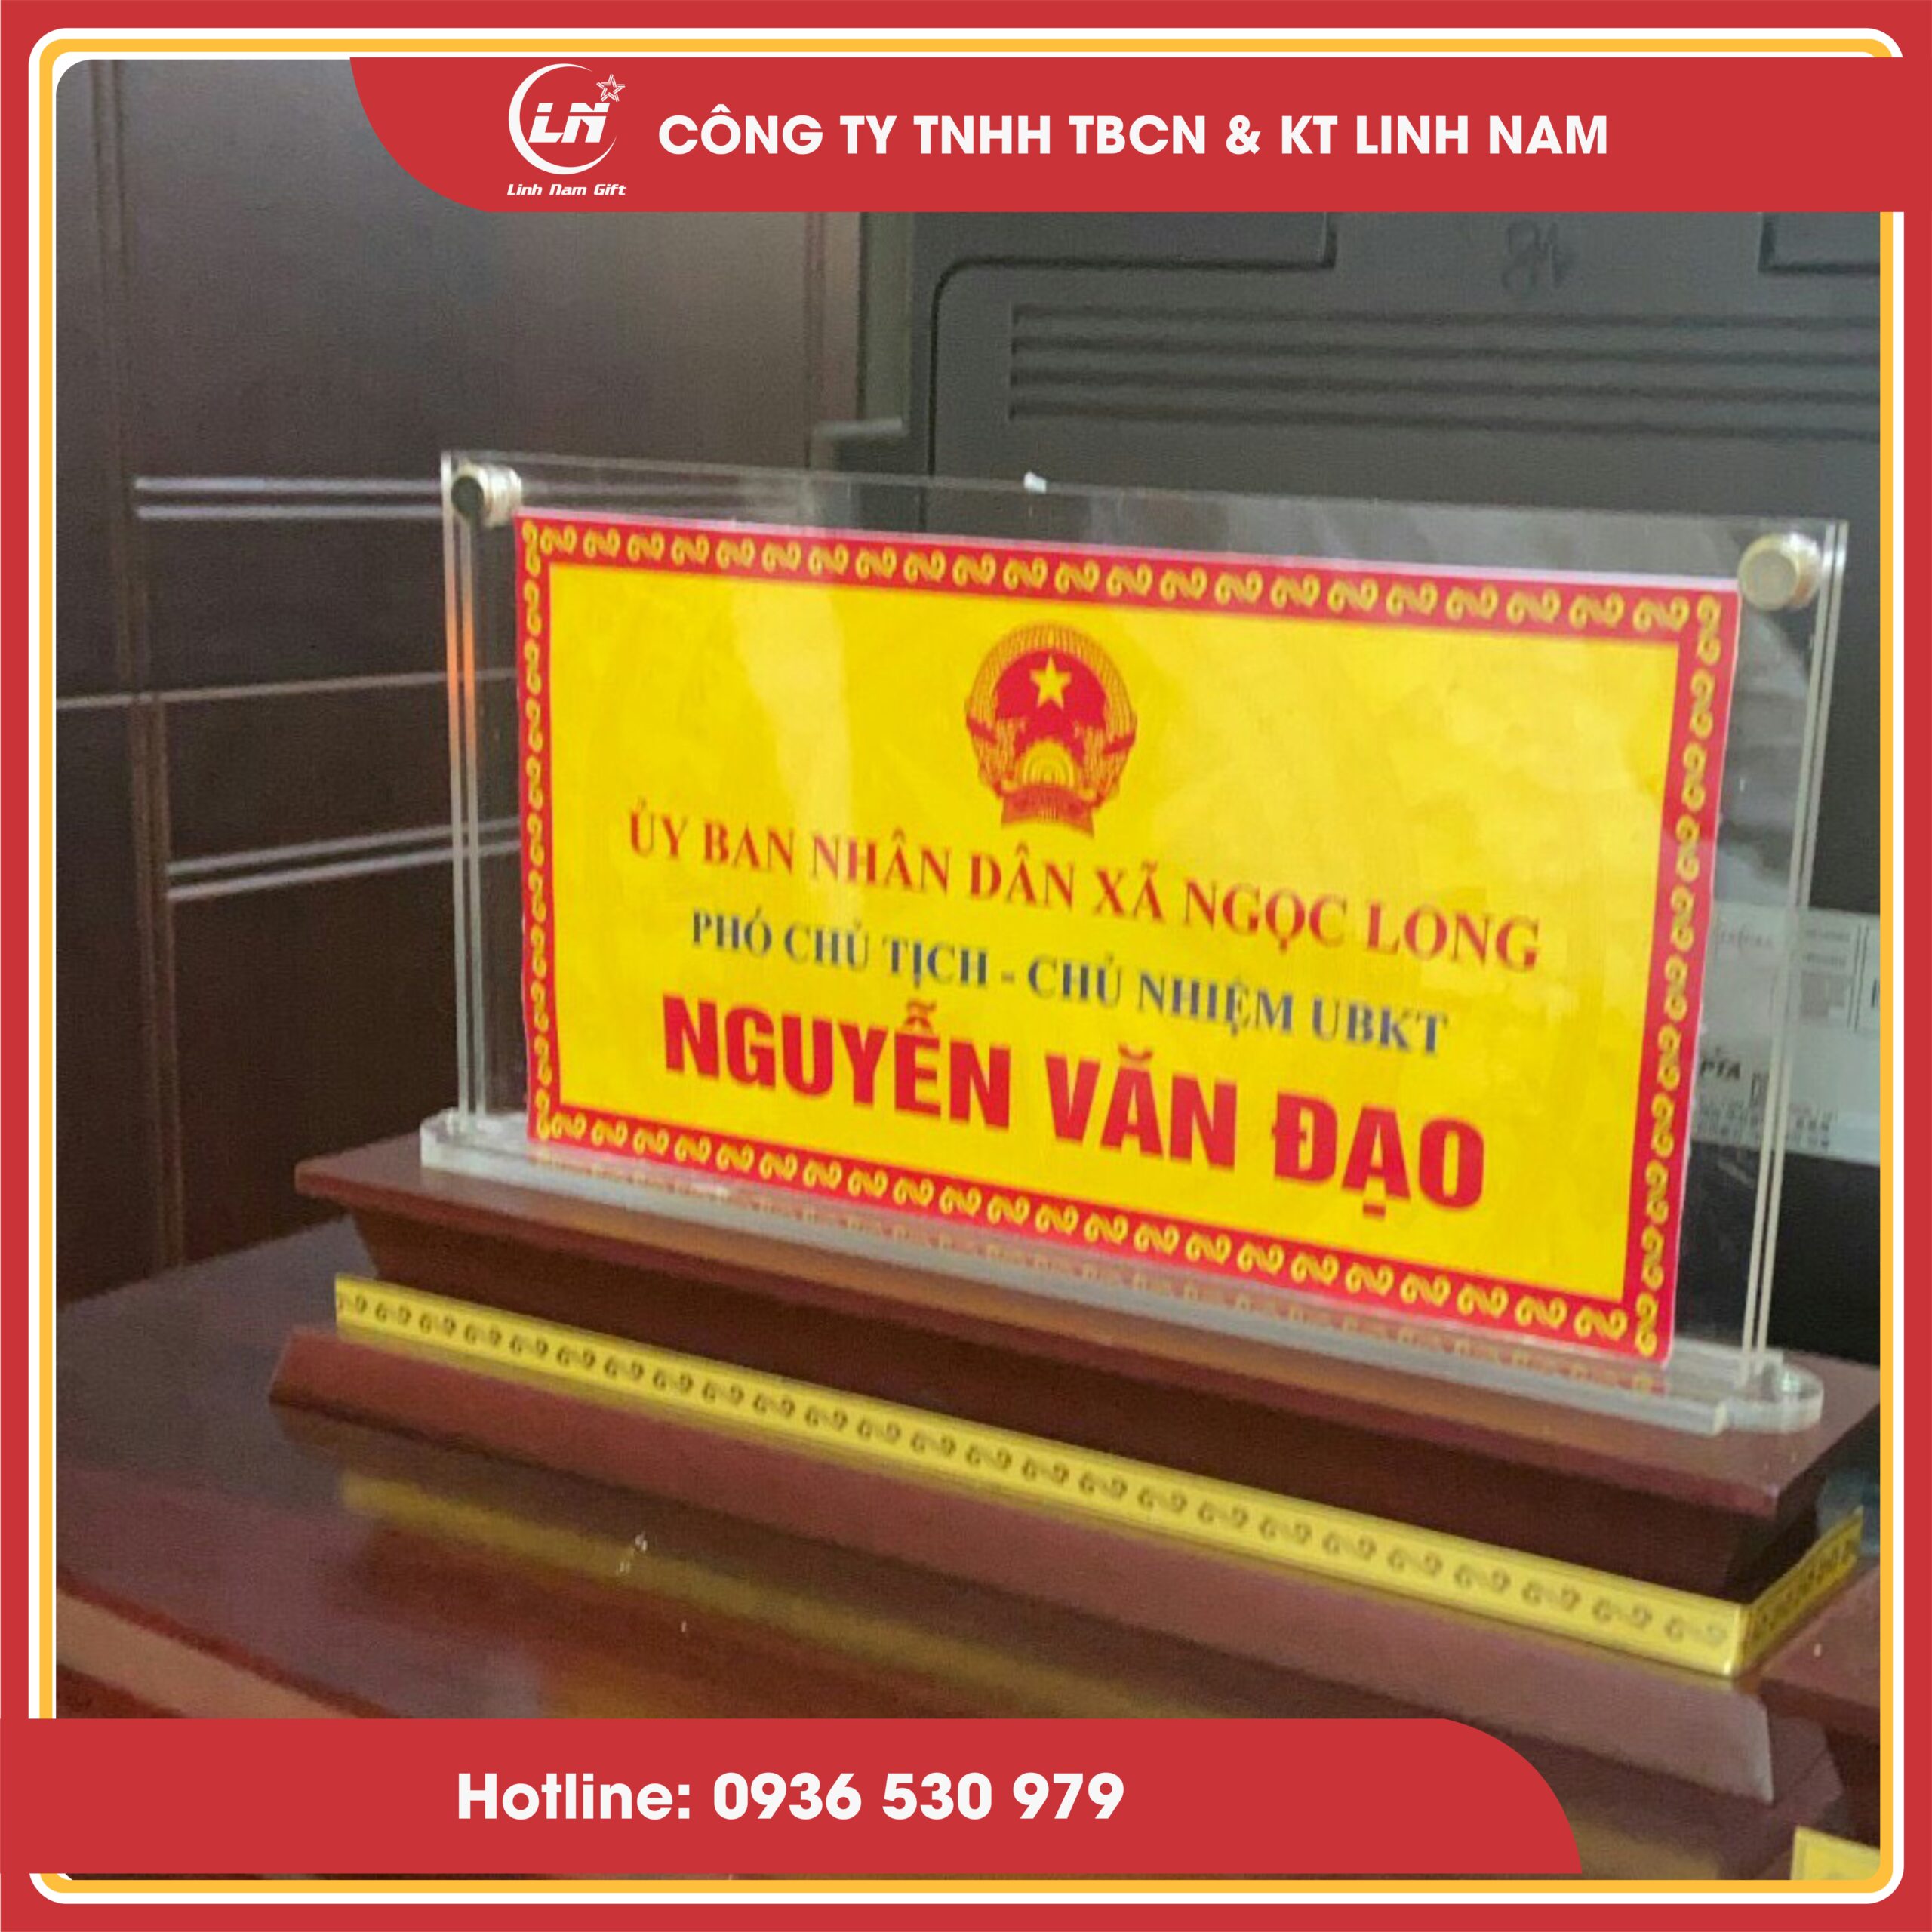 LN
Linh Nam Gift
CÔNG TY TNHH TBCN & KT LINH NAM
ỦY BAN NHÂN DÂN XÃ NGỌC LONG
PHÓ CHỦ TỊCH - CHỦ NHIỆM UBKT
NGUYỄN VĂN ĐẠO
Hotline: 0936 530 979